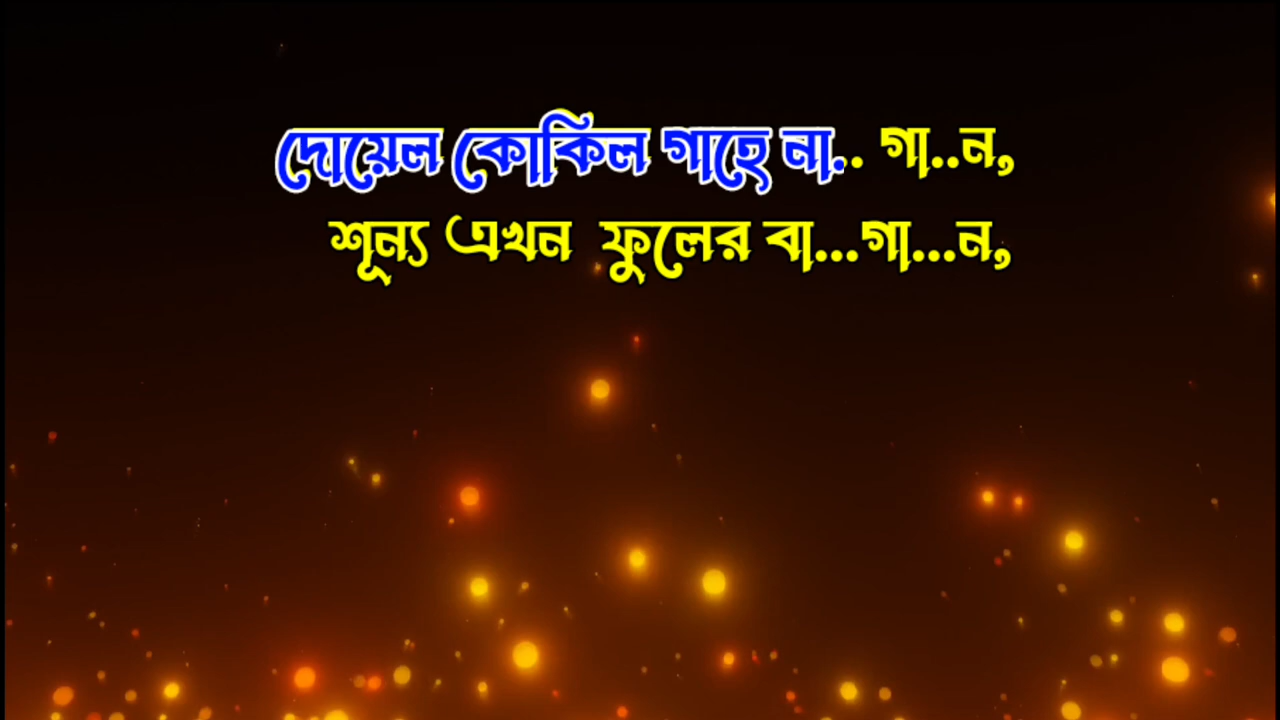 দোয়েল কোকিল গাহে না.. গা..ন,
শূন্য এখন ফুলের বা...গা...ন,